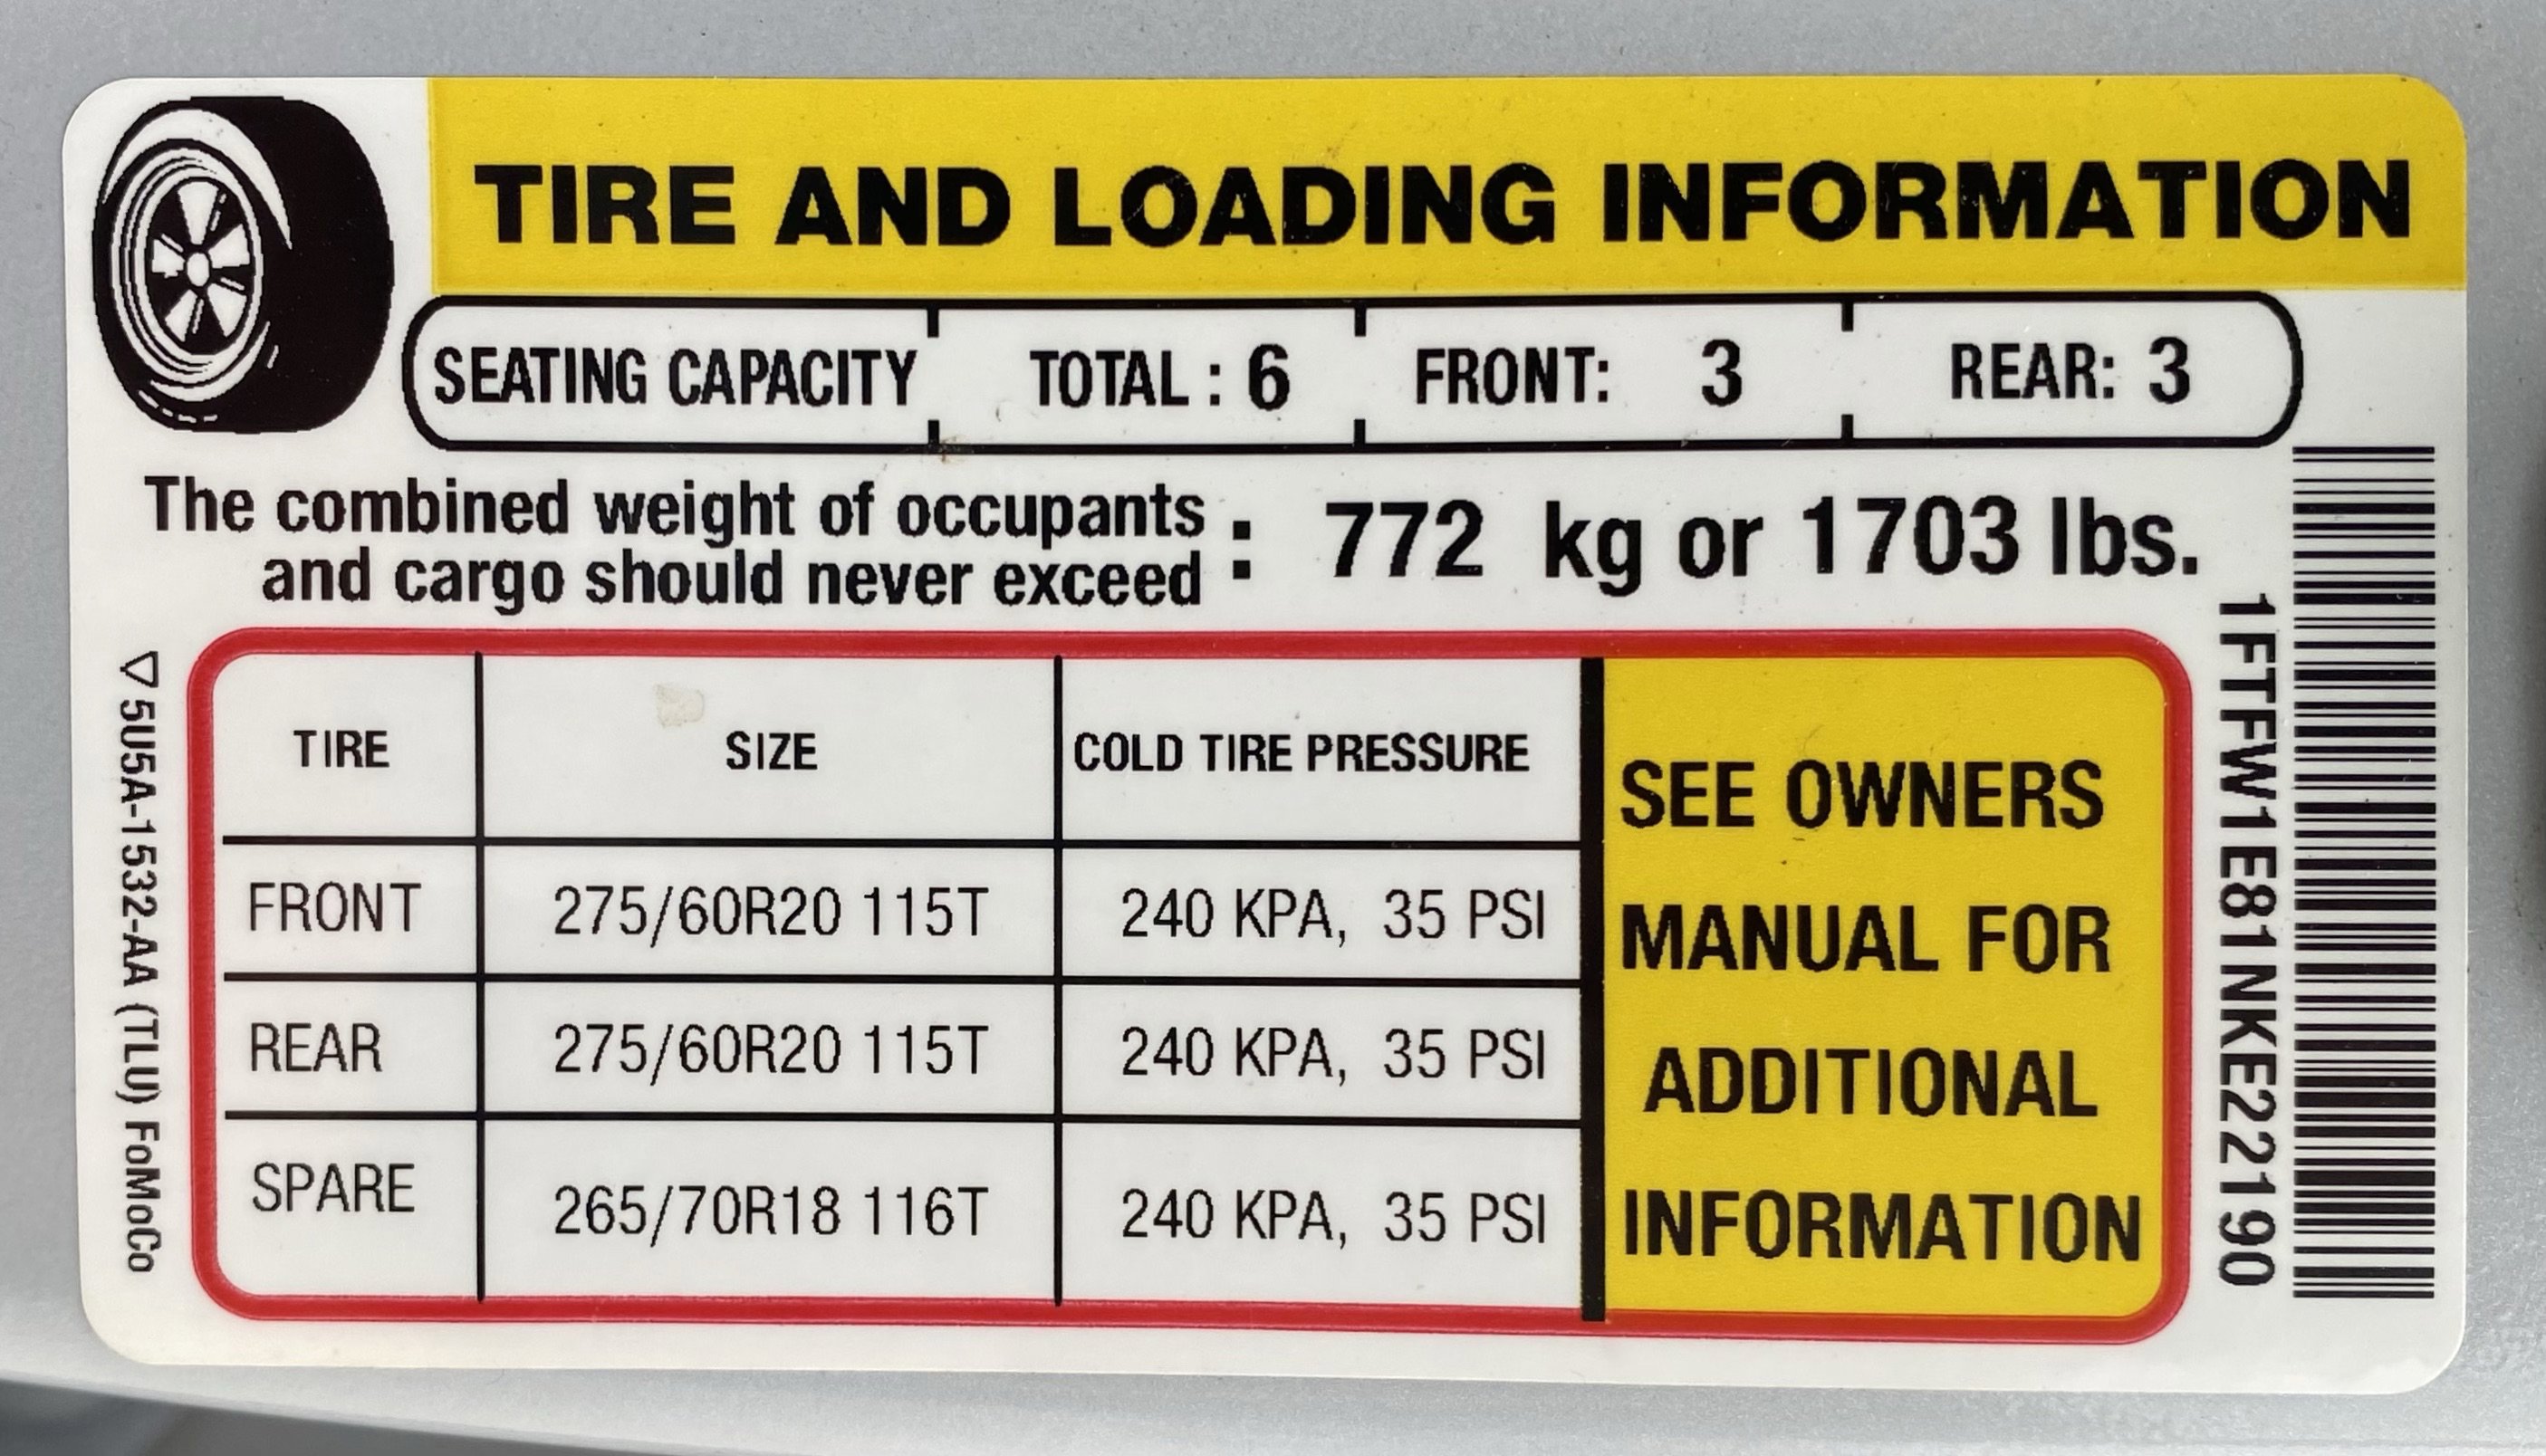 TIRE AND LOADING INFORMATION
SEATING CAPACITY TOTAL : 6 FRONT: 3 REAR: 3
The combined weight of occupants
and cargo should never exceed : 772 kg or 1703 lbs.
TIRE SIZE COLD TIRE PRESSURE
FRONT 275/60R20 115T 240 KPA, 35 PSI
REAR 275/60R20 115T 240 KPA, 35 PSI
SPARE 265/70R18 116T 240 KPA, 35 PSI
SEE OWNERS
MANUAL FOR
ADDITIONAL
INFORMATION
5U5A-1532-AA (TLU) FoMoCo
1FTFW1E81NKE22190